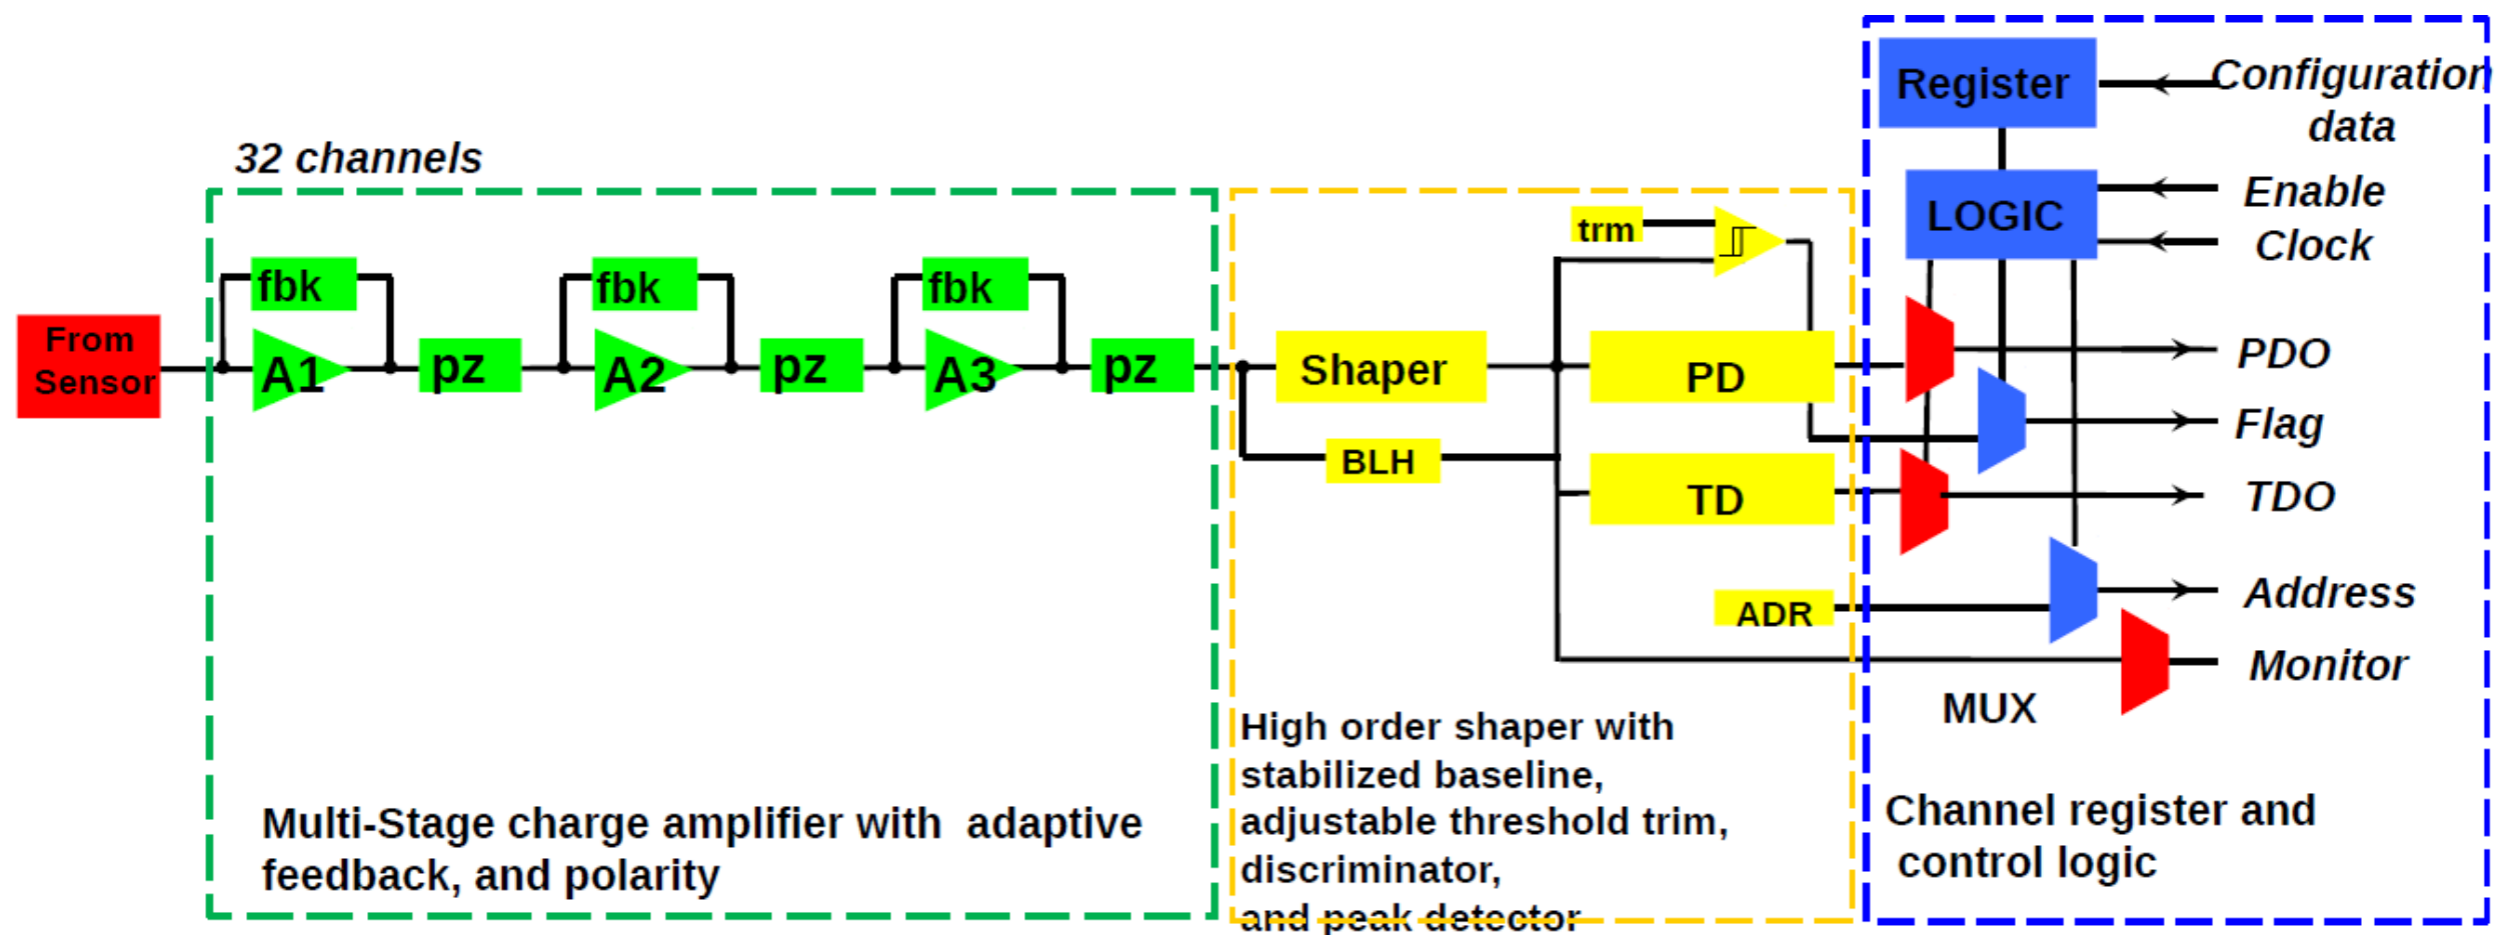 32 channels
From
Sensor
fbk
A1
pz
fbk
A2
pz
fbk
A3
pz
Multi-Stage charge amplifier with adaptive
feedback, and polarity
trm
Shaper
PD
BLH
TD
ADR
High order shaper with
stabilized baseline,
adjustable threshold trim,
discriminator,
and peak detector
Register
Configuration
data
LOGIC
Enable
Clock
PDO
Flag
TDO
Address
Monitor
MUX
Channel register and
control logic